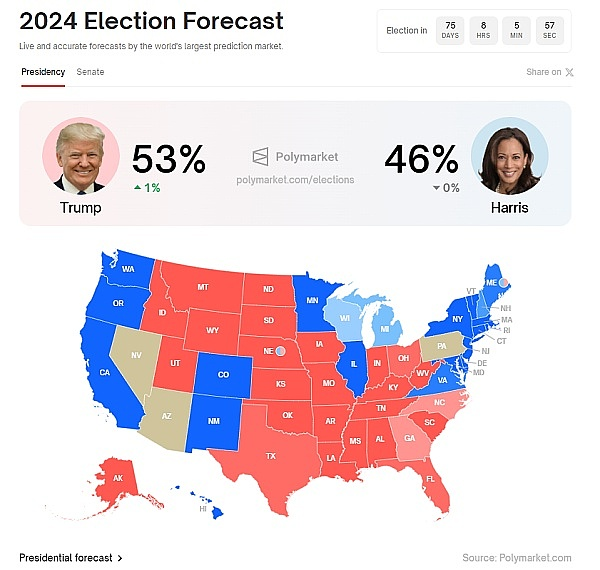 2024 Election Forecast
Live and accurate forecasts by the world's largest prediction market.
Election in
75 DAYS
8 HRS
5 MIN
57 SEC
Presidency Senate
Share on X
53%
1%
Trump
Polymarket
polymarket.com/elections
46%
0%
Harris
WA
OR
CA
NV
ID
MT
WY
UT
AZ
CO
NM
ND
SD
NE
KS
OK
TX
MN
IA
MO
AR
LA
WI
IL
MI
IN
OH
KY
TN
MS
AL
GA
FL
SC
NC
VA
WV
PA
NY
VT
ME
NH
MA
RI
CT
NJ
DE
MD
AK
HI
Presidential forecast >
Source: Polymarket.com